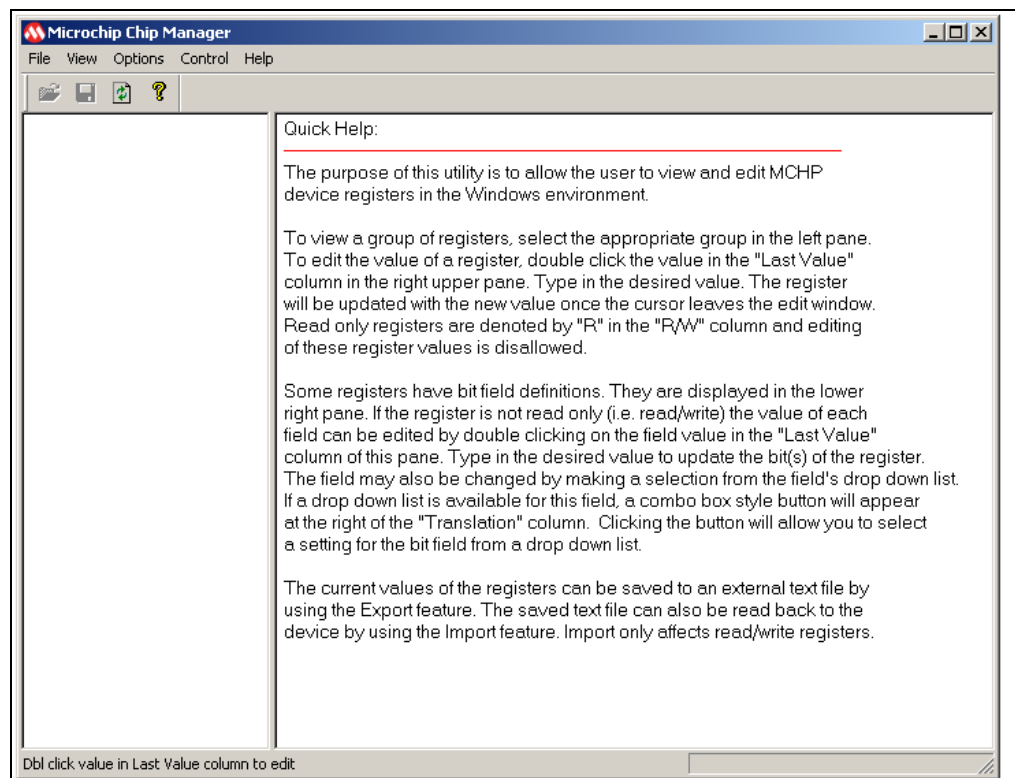 Microchip Chip Manager
File View Options Control Help
Quick Help:
The purpose of this utility is to allow the user to view and edit MCHP
device registers in the Windows environment.
To view a group of registers, select the appropriate group in the left pane.
To edit the value of a register, double click the value in the "Last Value"
column in the right upper pane. Type in the desired value. The register
will be updated with the new value once the cursor leaves the edit window.
Read only registers are denoted by "R" in the "R/W" column and editing
of these register values is disallowed.
Some registers have bit field definitions. They are displayed in the lower
right pane. If the register is not read only (i.e. read/write) the value of each
field can be edited by double clicking on the field value in the "Last Value"
column of this pane. Type in the desired value to update the bit(s) of the register.
The field may also be changed by making a selection from the field's drop down list.
If a drop down list is available for this field, a combo box style button will appear
at the right of the "Translation" column. Clicking the button will allow you to select
a setting for the bit field from a drop down list.
The current values of the registers can be saved to an external text file by
using the Export feature. The saved text file can also be read back to the
device by using the Import feature. Import only affects read/write registers.
Dbl click value in Last Value column to edit